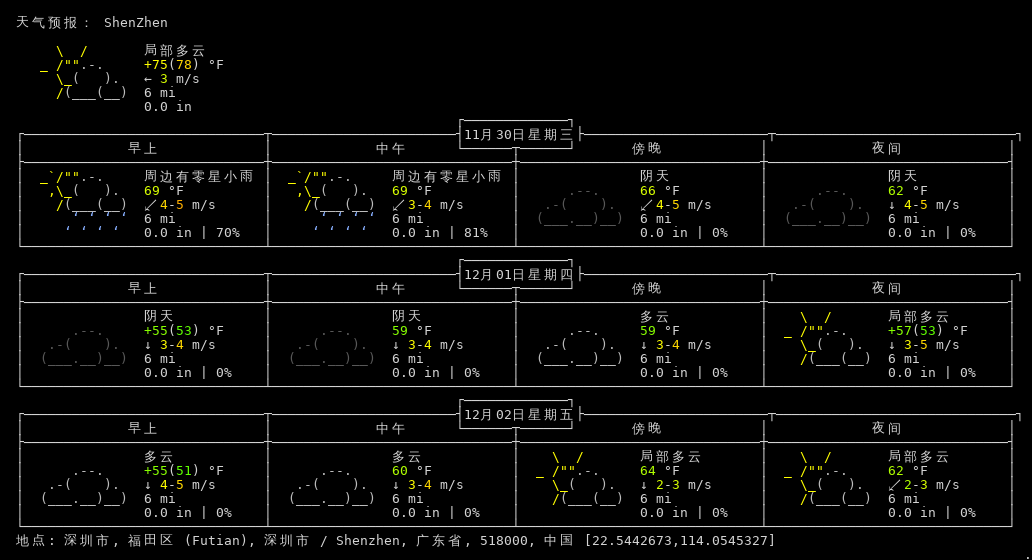 天气预报： ShenZhen
局部多云
+75(78) °F
← 3 m/s
6 mi
0.0 in
11月30日星期三
早上 中午 傍晚 夜间
周边有零星小雨 周边有零星小雨 阴天 阴天
69 °F 69 °F 66 °F 62 °F
↙ 4-5 m/s ↙ 3-4 m/s ↙ 4-5 m/s ↓ 4-5 m/s
6 mi 6 mi 6 mi 6 mi
0.0 in | 70% 0.0 in | 81% 0.0 in | 0% 0.0 in | 0%
12月01日星期四
早上 中午 傍晚 夜间
阴天 阴天 多云 局部多云
+55(53) °F 59 °F 59 °F +57(53) °F
↓ 3-4 m/s ↓ 3-4 m/s ↓ 3-4 m/s ↓ 3-5 m/s
6 mi 6 mi 6 mi 6 mi
0.0 in | 0% 0.0 in | 0% 0.0 in | 0% 0.0 in | 0%
12月02日星期五
早上 中午 傍晚 夜间
多云 多云 局部多云 局部多云
+55(51) °F 60 °F 64 °F 62 °F
↓ 4-5 m/s ↓ 3-4 m/s ↓ 2-3 m/s ↙ 2-3 m/s
6 mi 6 mi 6 mi 6 mi
0.0 in | 0% 0.0 in | 0% 0.0 in | 0% 0.0 in | 0%
地点: 深圳市, 福田区 (Futian), 深圳市 / Shenzhen, 广东省, 518000, 中国 [22.5442673,114.0545327]